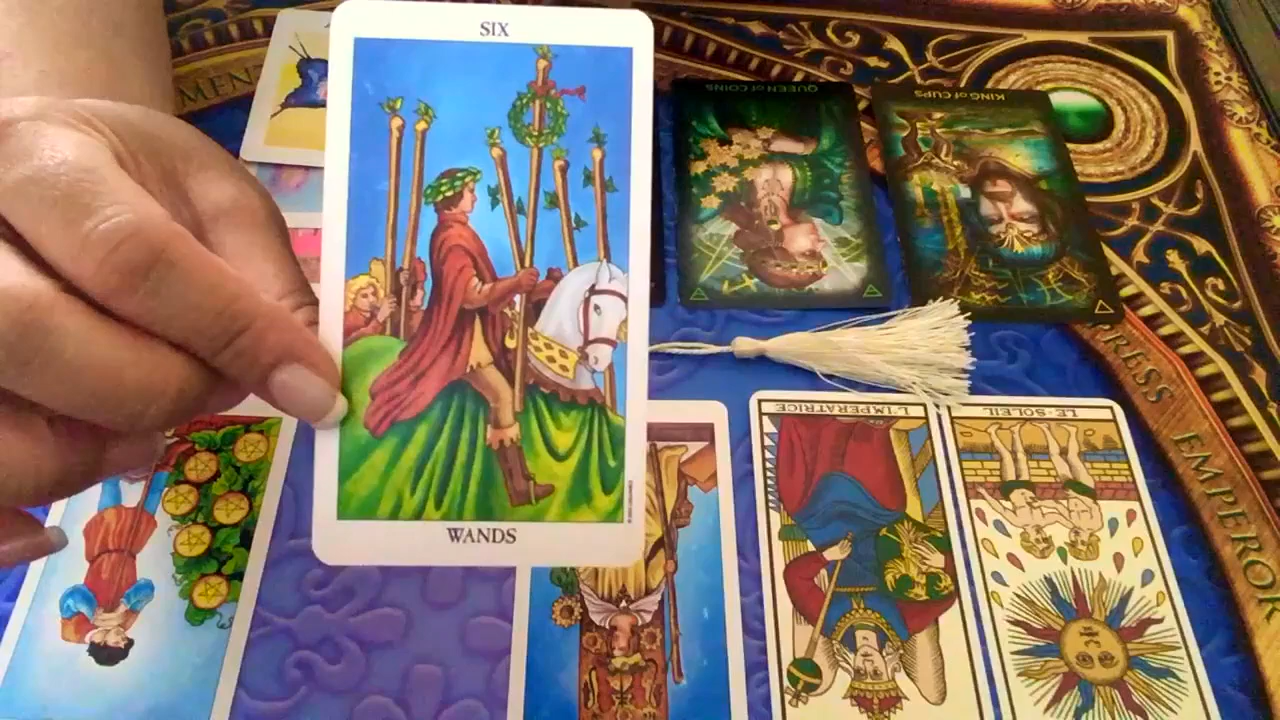 SIX
WANDS
QUEEN of COINS
KING of CUPS
L'IMPERATRICE
LE·SOLEIL
EMPEROR